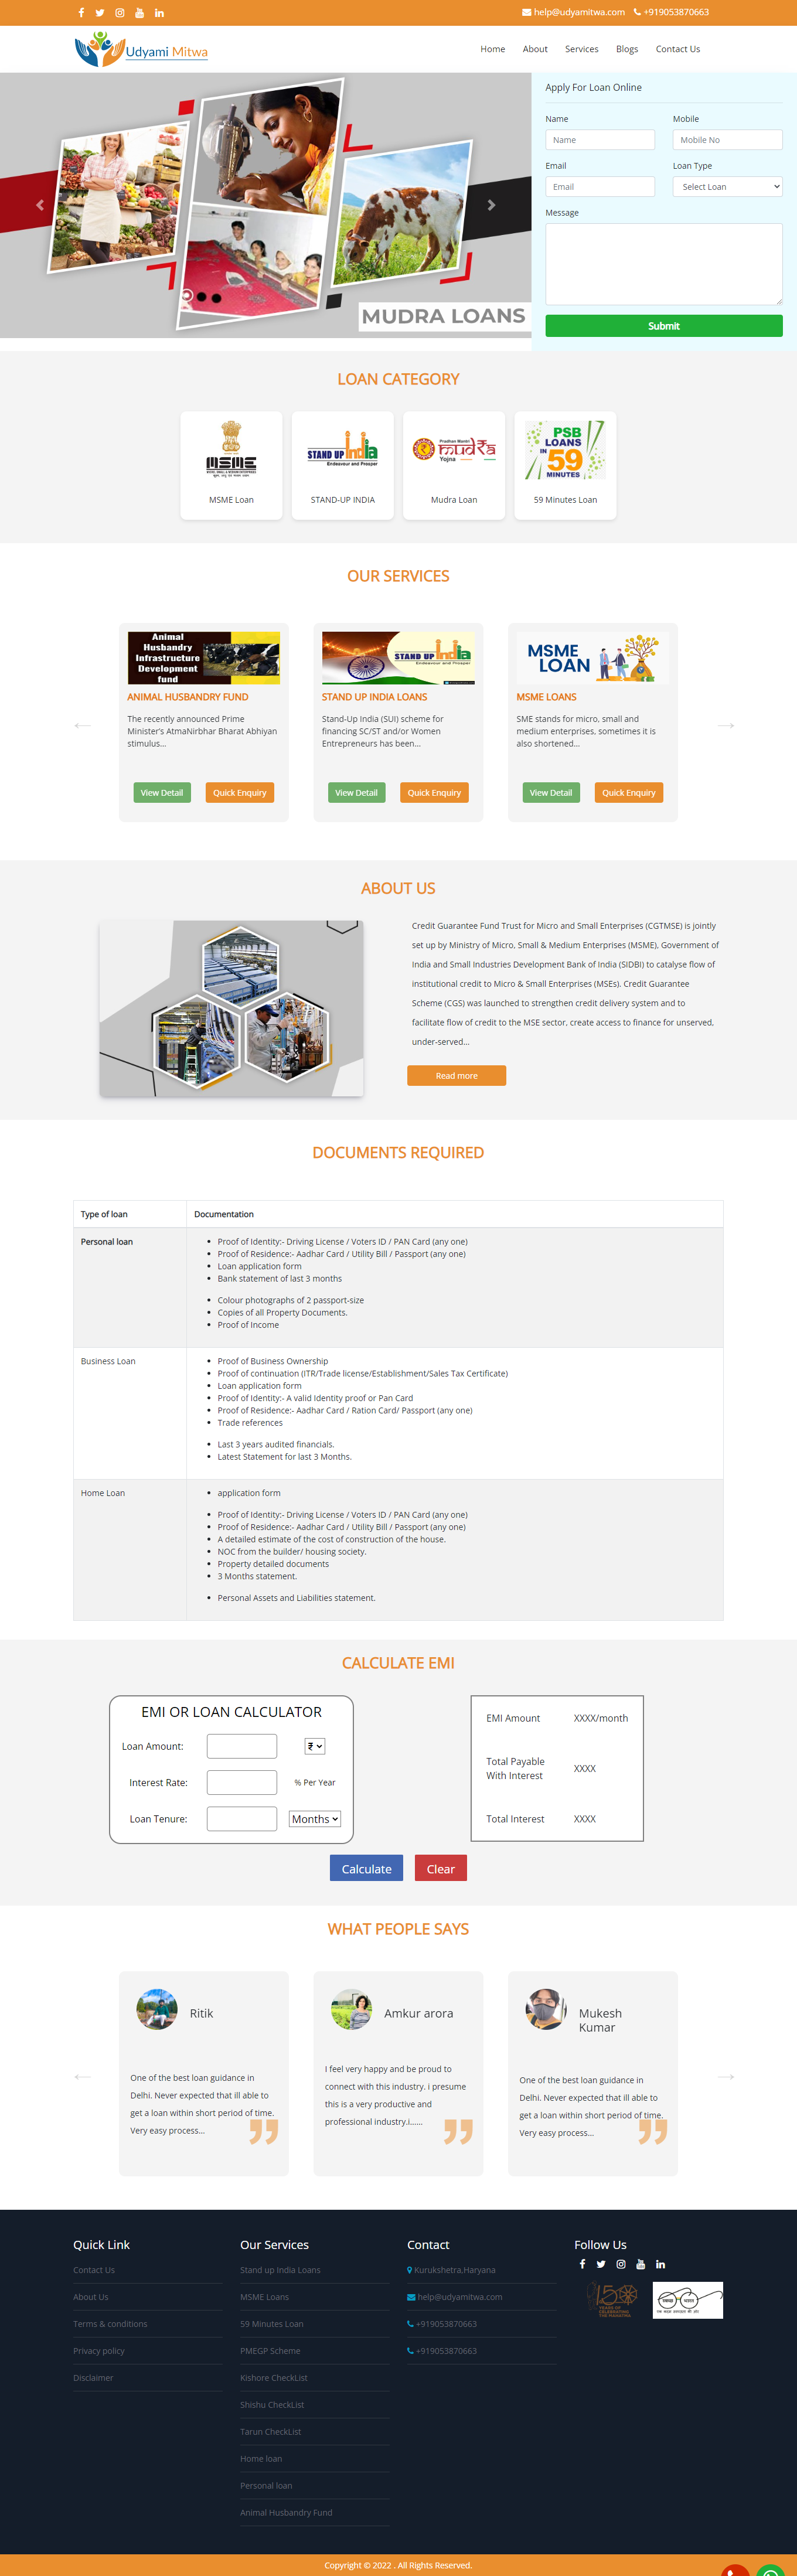 help@udyamitwa.com +919053870663
Udyami Mitwa
Home About Services Blogs Contact Us
MUDRA LOANS
Apply For Loan Online
Name Mobile
Name Mobile No
Email Loan Type
Email Select Loan
Message
Submit
LOAN CATEGORY
MSME
STAND UP India
Endeavour and Prosper
Pradhan Mantri
mudra
Yojna
PSB
LOANS
IN 59
MINUTES
MSME Loan
STAND-UP INDIA
Mudra Loan
59 Minutes Loan
OUR SERVICES
Animal
Husbandry
Infrastructure
Development
fund
ANIMAL HUSBANDRY FUND
The recently announced Prime
Minister's AtmaNirbhar Bharat Abhiyan
stimulus...
View Detail Quick Enquiry
STAND UP India
Endeavour and Prosper
STAND UP INDIA LOANS
Stand-Up India (SUI) scheme for
financing SC/ST and/or Women
Entrepreneurs has been...
View Detail Quick Enquiry
MSME
LOAN
MSME LOANS
SME stands for micro, small and
medium enterprises, sometimes it is
also shortened...
View Detail Quick Enquiry
ABOUT US
Credit Guarantee Fund Trust for Micro and Small Enterprises (CGTMSE) is jointly
set up by Ministry of Micro, Small & Medium Enterprises (MSME), Government of
India and Small Industries Development Bank of India (SIDBI) to catalyse flow of
institutional credit to Micro & Small Enterprises (MSEs). Credit Guarantee
Scheme (CGS) was launched to strengthen credit delivery system and to
facilitate flow of credit to the MSE sector, create access to finance for unserved,
under-served...
Read more
DOCUMENTS REQUIRED
Type of loan Documentation
Personal loan
Proof of Identity:- Driving License / Voters ID / PAN Card (any one)
Proof of Residence:- Aadhar Card / Utility Bill / Passport (any one)
Loan application form
Bank statement of last 3 months
Colour photographs of 2 passport-size
Copies of all Property Documents.
Proof of Income
Business Loan
Proof of Business Ownership
Proof of continuation (ITR/Trade license/Establishment/Sales Tax Certificate)
Loan application form
Proof of Identity:- A valid Identity proof or Pan Card
Proof of Residence:- Aadhar Card / Ration Card/ Passport (any one)
Trade references
Last 3 years audited financials.
Latest Statement for last 3 Months.
Home Loan
application form
Proof of Identity:- Driving License / Voters ID / PAN Card (any one)
Proof of Residence:- Aadhar Card / Utility Bill / Passport (any one)
A detailed estimate of the cost of construction of the house.
NOC from the builder/ housing society.
Property detailed documents
3 Months statement.
Personal Assets and Liabilities statement.
CALCULATE EMI
EMI OR LOAN CALCULATOR
Loan Amount: ₹
Interest Rate: % Per Year
Loan Tenure: Months
EMI Amount XXXX/month
Total Payable
With Interest XXXX
Total Interest XXXX
Calculate Clear
WHAT PEOPLE SAYS
Ritik
One of the best loan guidance in
Delhi. Never expected that ill able to
get a loan within short period of time.
Very easy process...
Amkur arora
I feel very happy and be proud to
connect with this industry. i presume
this is a very productive and
professional industry.i......
Mukesh
Kumar
One of the best loan guidance in
Delhi. Never expected that ill able to
get a loan within short period of time.
Very easy process...
Quick Link
Contact Us
About Us
Terms & conditions
Privacy policy
Disclaimer
Our Services
Stand up India Loans
MSME Loans
59 Minutes Loan
PMEGP Scheme
Kishore CheckList
Shishu CheckList
Tarun CheckList
Home loan
Personal loan
Animal Husbandry Fund
Contact
Kurukshetra,Haryana
help@udyamitwa.com
+919053870663
+919053870663
Follow Us
150
YEARS OF
CELEBRATING
THE MAHATMA
Copyright © 2022 . All Rights Reserved.